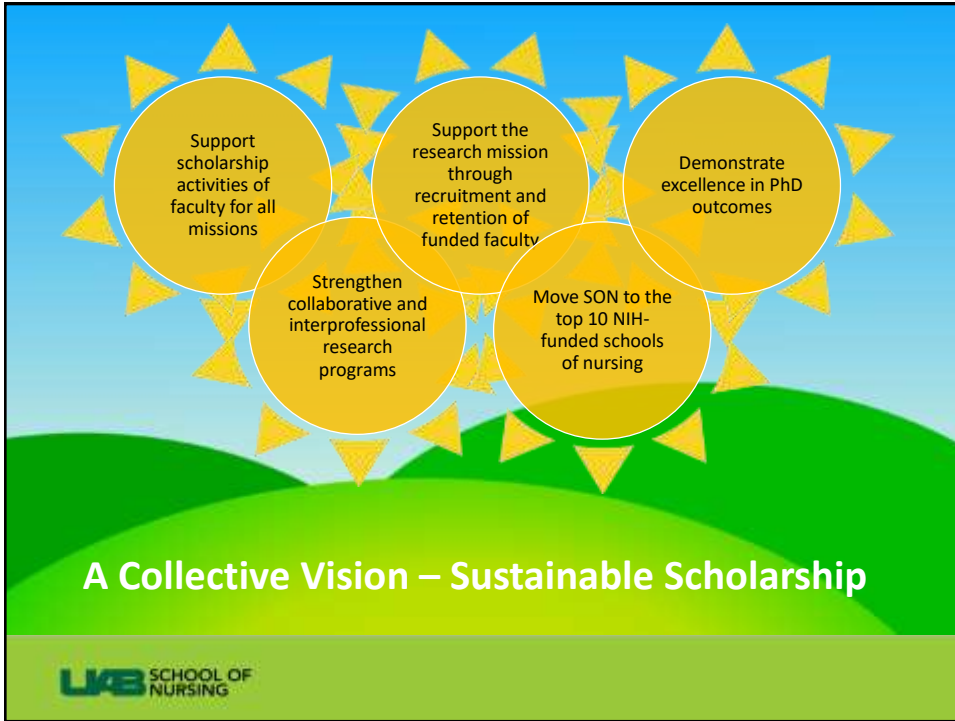 Support
scholarship
activities of
faculty for all
missions
Support the
research mission
through
recruitment and
retention of
funded faculty
Demonstrate
excellence in PhD
outcomes
Strengthen
collaborative and
interprofessional
research
programs
Move SON to the
top 10 NIH-
funded schools
of nursing
A Collective Vision – Sustainable Scholarship
UAB SCHOOL OF
NURSING